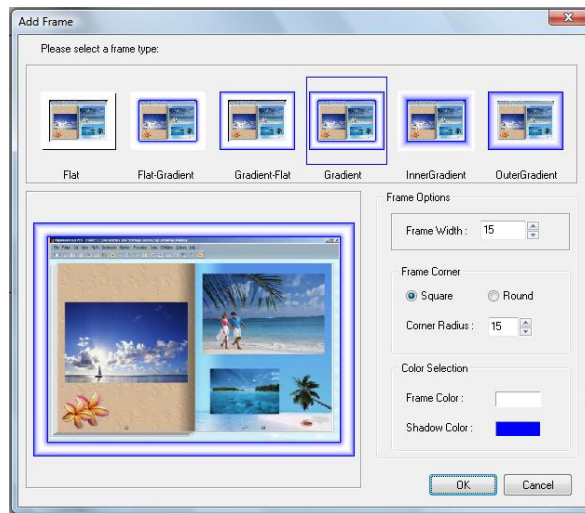 Add Frame
Please select a frame type:
Flat Flat-Gradient Gradient-Flat Gradient InnerGradient OuterGradient
Frame Options
Frame Width : 15
Frame Corner
Square Round
Corner Radius : 15
Color Selection
Frame Color :
Shadow Color :
OK Cancel